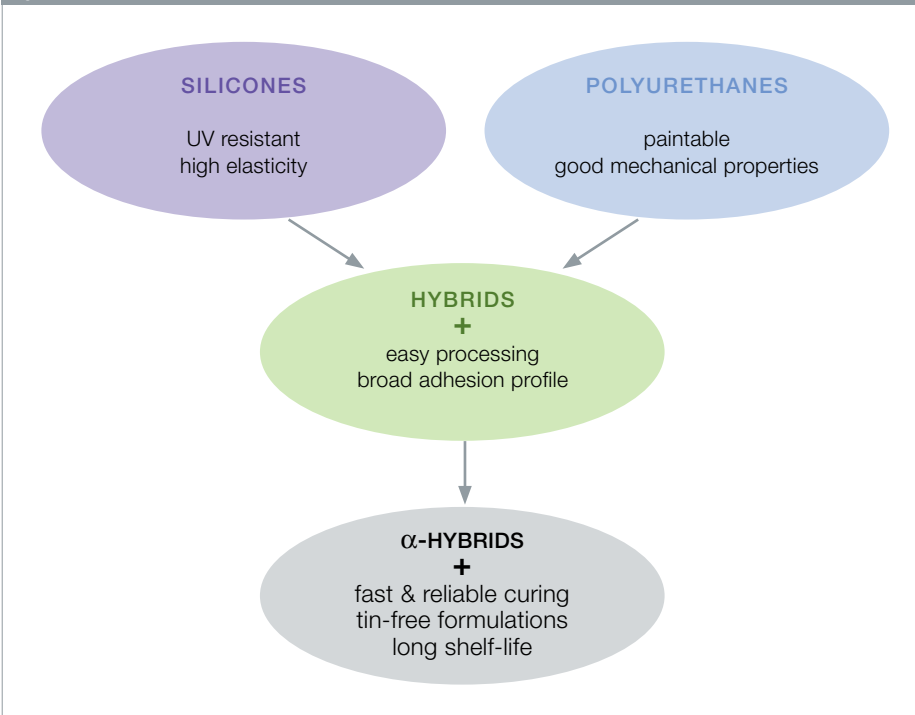 SILICONES
UV resistant
high elasticity
POLYURETHANES
paintable
good mechanical properties
HYBRIDS
+
easy processing
broad adhesion profile
α-HYBRIDS
+
fast & reliable curing
tin-free formulations
long shelf-life